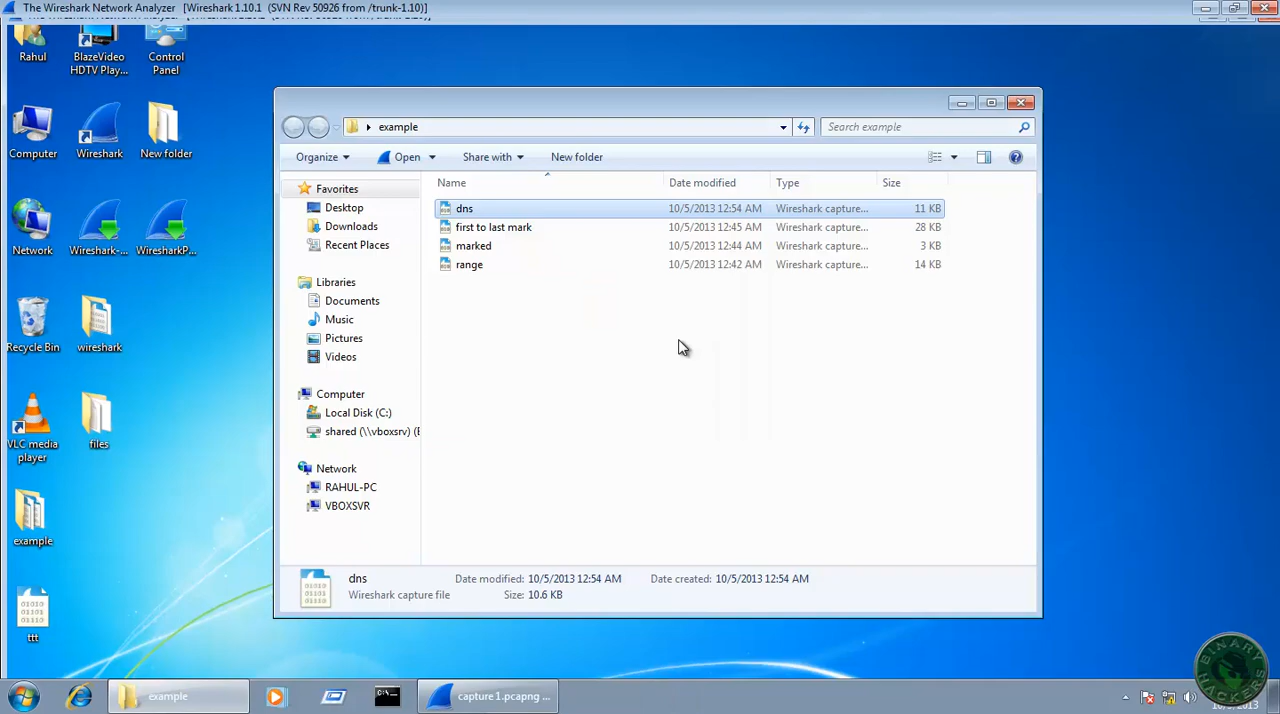 The Wireshark Network Analyzer [Wireshark 1.10.1 (SVN Rev 50926 from /trunk-1.10)]
Rahul
BlazeVideo HDTV Play...
Control Panel
Computer
Wireshark
New folder
Network
Wireshark-...
WiresharkP...
Recycle Bin
wireshark
VLC media player
files
example
ttt
example
Search example
Organize
Open
Share with
New folder
Name
Date modified
Type
Size
Favorites
Desktop
Downloads
Recent Places
Libraries
Documents
Music
Pictures
Videos
Computer
Local Disk (C:)
shared (\\vboxsrv) (E
Network
RAHUL-PC
VBOXSVR
dns 10/5/2013 12:54 AM Wireshark capture... 11 KB
first to last mark 10/5/2013 12:45 AM Wireshark capture... 28 KB
marked 10/5/2013 12:44 AM Wireshark capture... 3 KB
range 10/5/2013 12:42 AM Wireshark capture... 14 KB
dns Date modified: 10/5/2013 12:54 AM Date created: 10/5/2013 12:54 AM
Wireshark capture file Size: 10.6 KB
example
capture 1.pcapng ...
BINARY
HACKERS